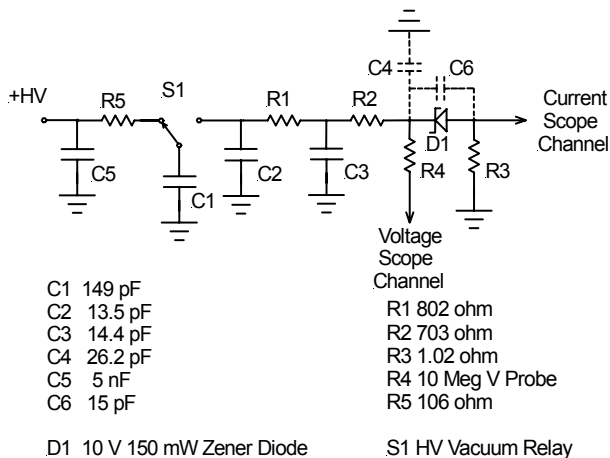 +HV
R5
S1
R1
R2
C4
C6
Current
Scope
Channel
C5
C1
C2
C3
D1
R4
R3
Voltage
Scope
Channel
C1 149 pF
C2 13.5 pF
C3 14.4 pF
C4 26.2 pF
C5 5 nF
C6 15 pF
D1 10 V 150 mW Zener Diode
R1 802 ohm
R2 703 ohm
R3 1.02 ohm
R4 10 Meg V Probe
R5 106 ohm
S1 HV Vacuum Relay